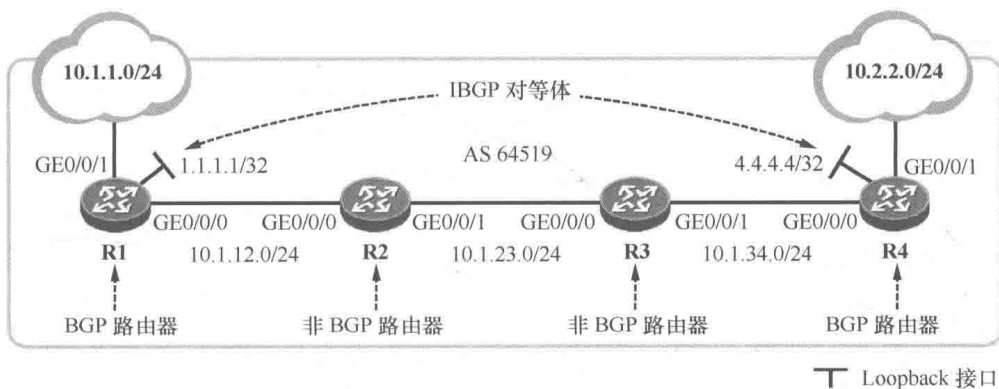 10.1.1.0/24
10.2.2.0/24
IBGP 对等体
GE0/0/1
1.1.1.1/32
AS 64519
4.4.4.4/32
GE0/0/1
GE0/0/0
GE0/0/0
GE0/0/1
GE0/0/0
GE0/0/1
GE0/0/0
R1
10.1.12.0/24
R2
10.1.23.0/24
R3
10.1.34.0/24
R4
BGP 路由器
非 BGP 路由器
非 BGP 路由器
BGP 路由器
Loopback 接口